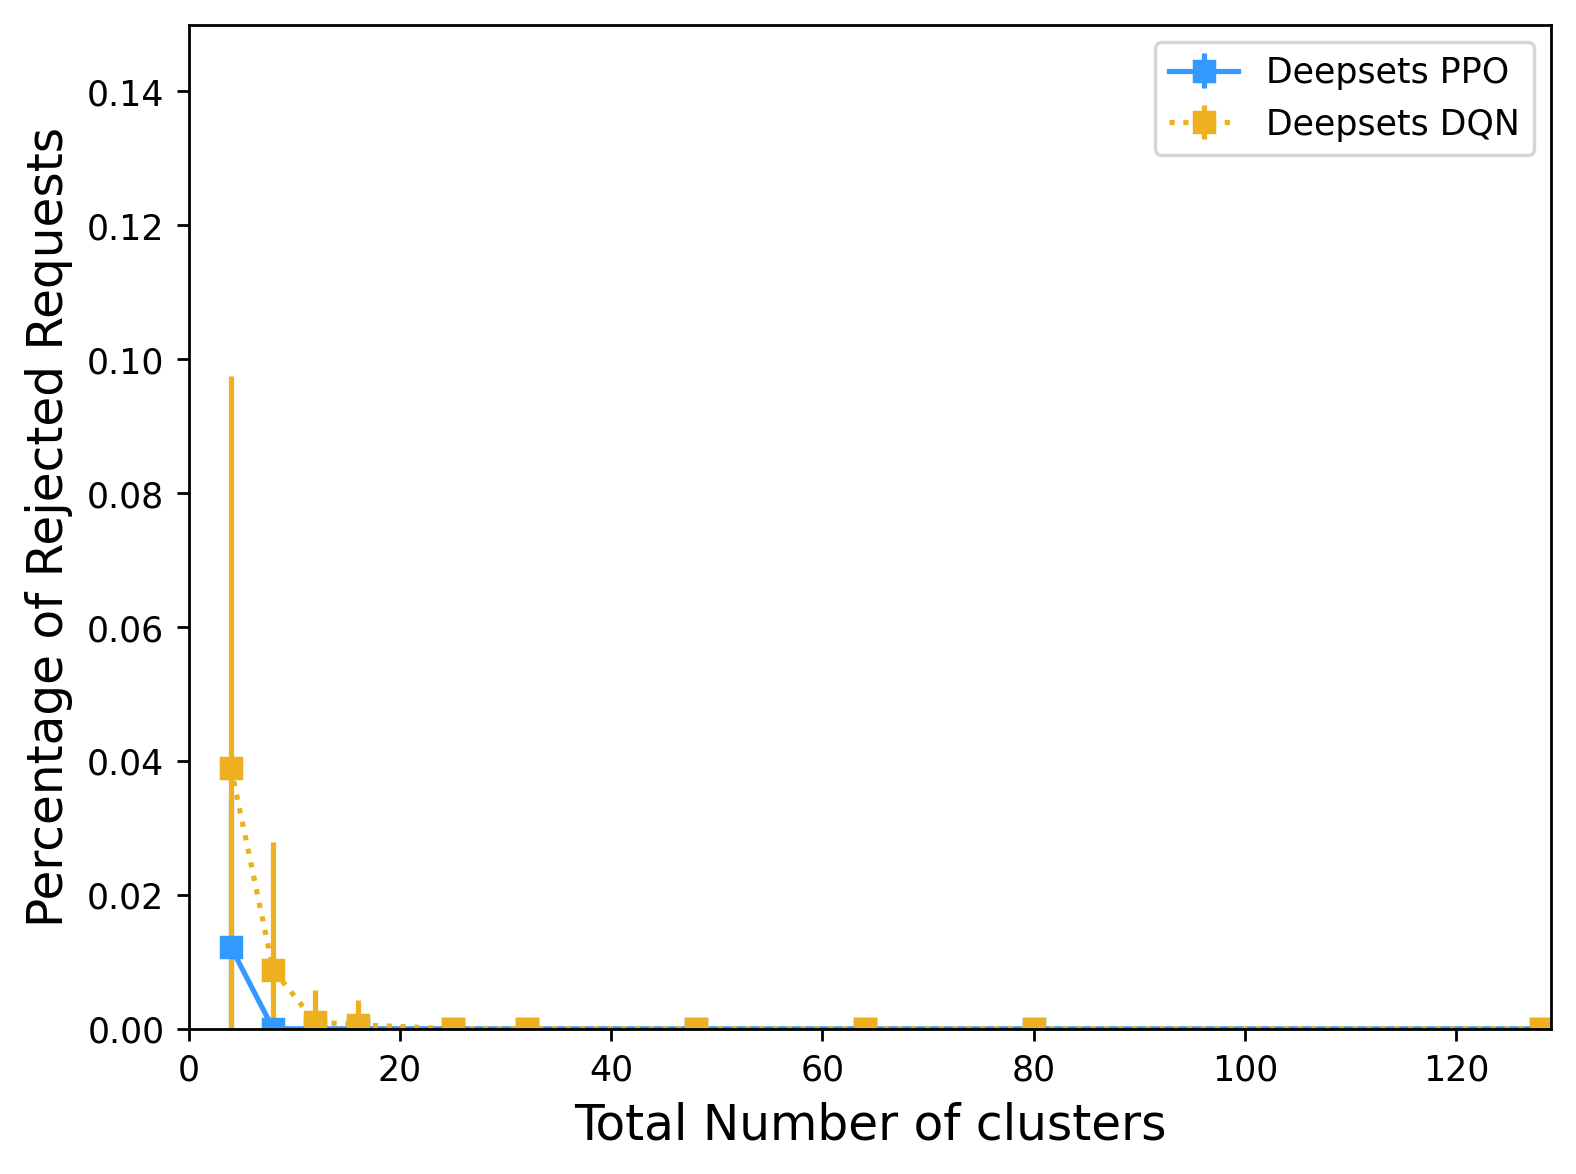 Deepsets PPO
Deepsets DQN
Percentage of Rejected Requests
0.14
0.12
0.10
0.08
0.06
0.04
0.02
0.00
0 20 40 60 80 100 120
Total Number of clusters